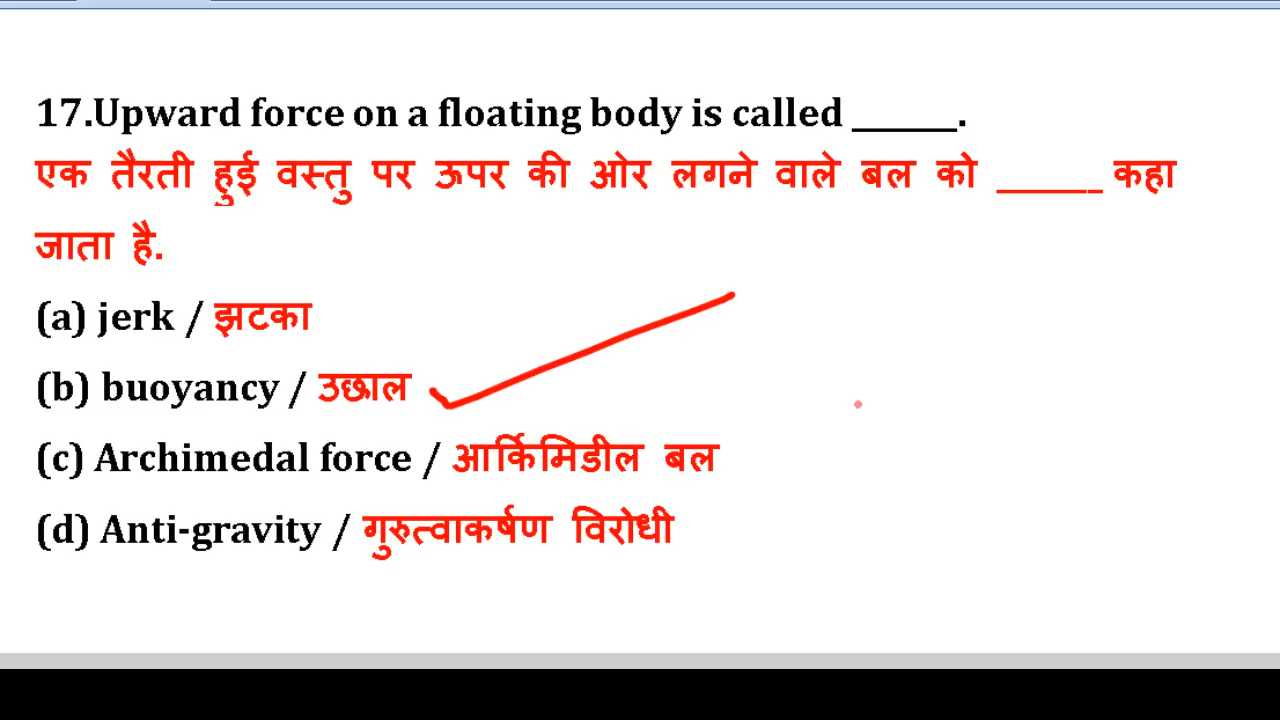 17.Upward force on a floating body is called ______.
एक तैरती हुई वस्तु पर ऊपर की ओर लगने वाले बल को ______ कहा
जाता है.
(a) jerk / झटका
(b) buoyancy / उछाल
(c) Archimedal force / आर्किमिडील बल
(d) Anti-gravity / गुरुत्वाकर्षण विरोधी